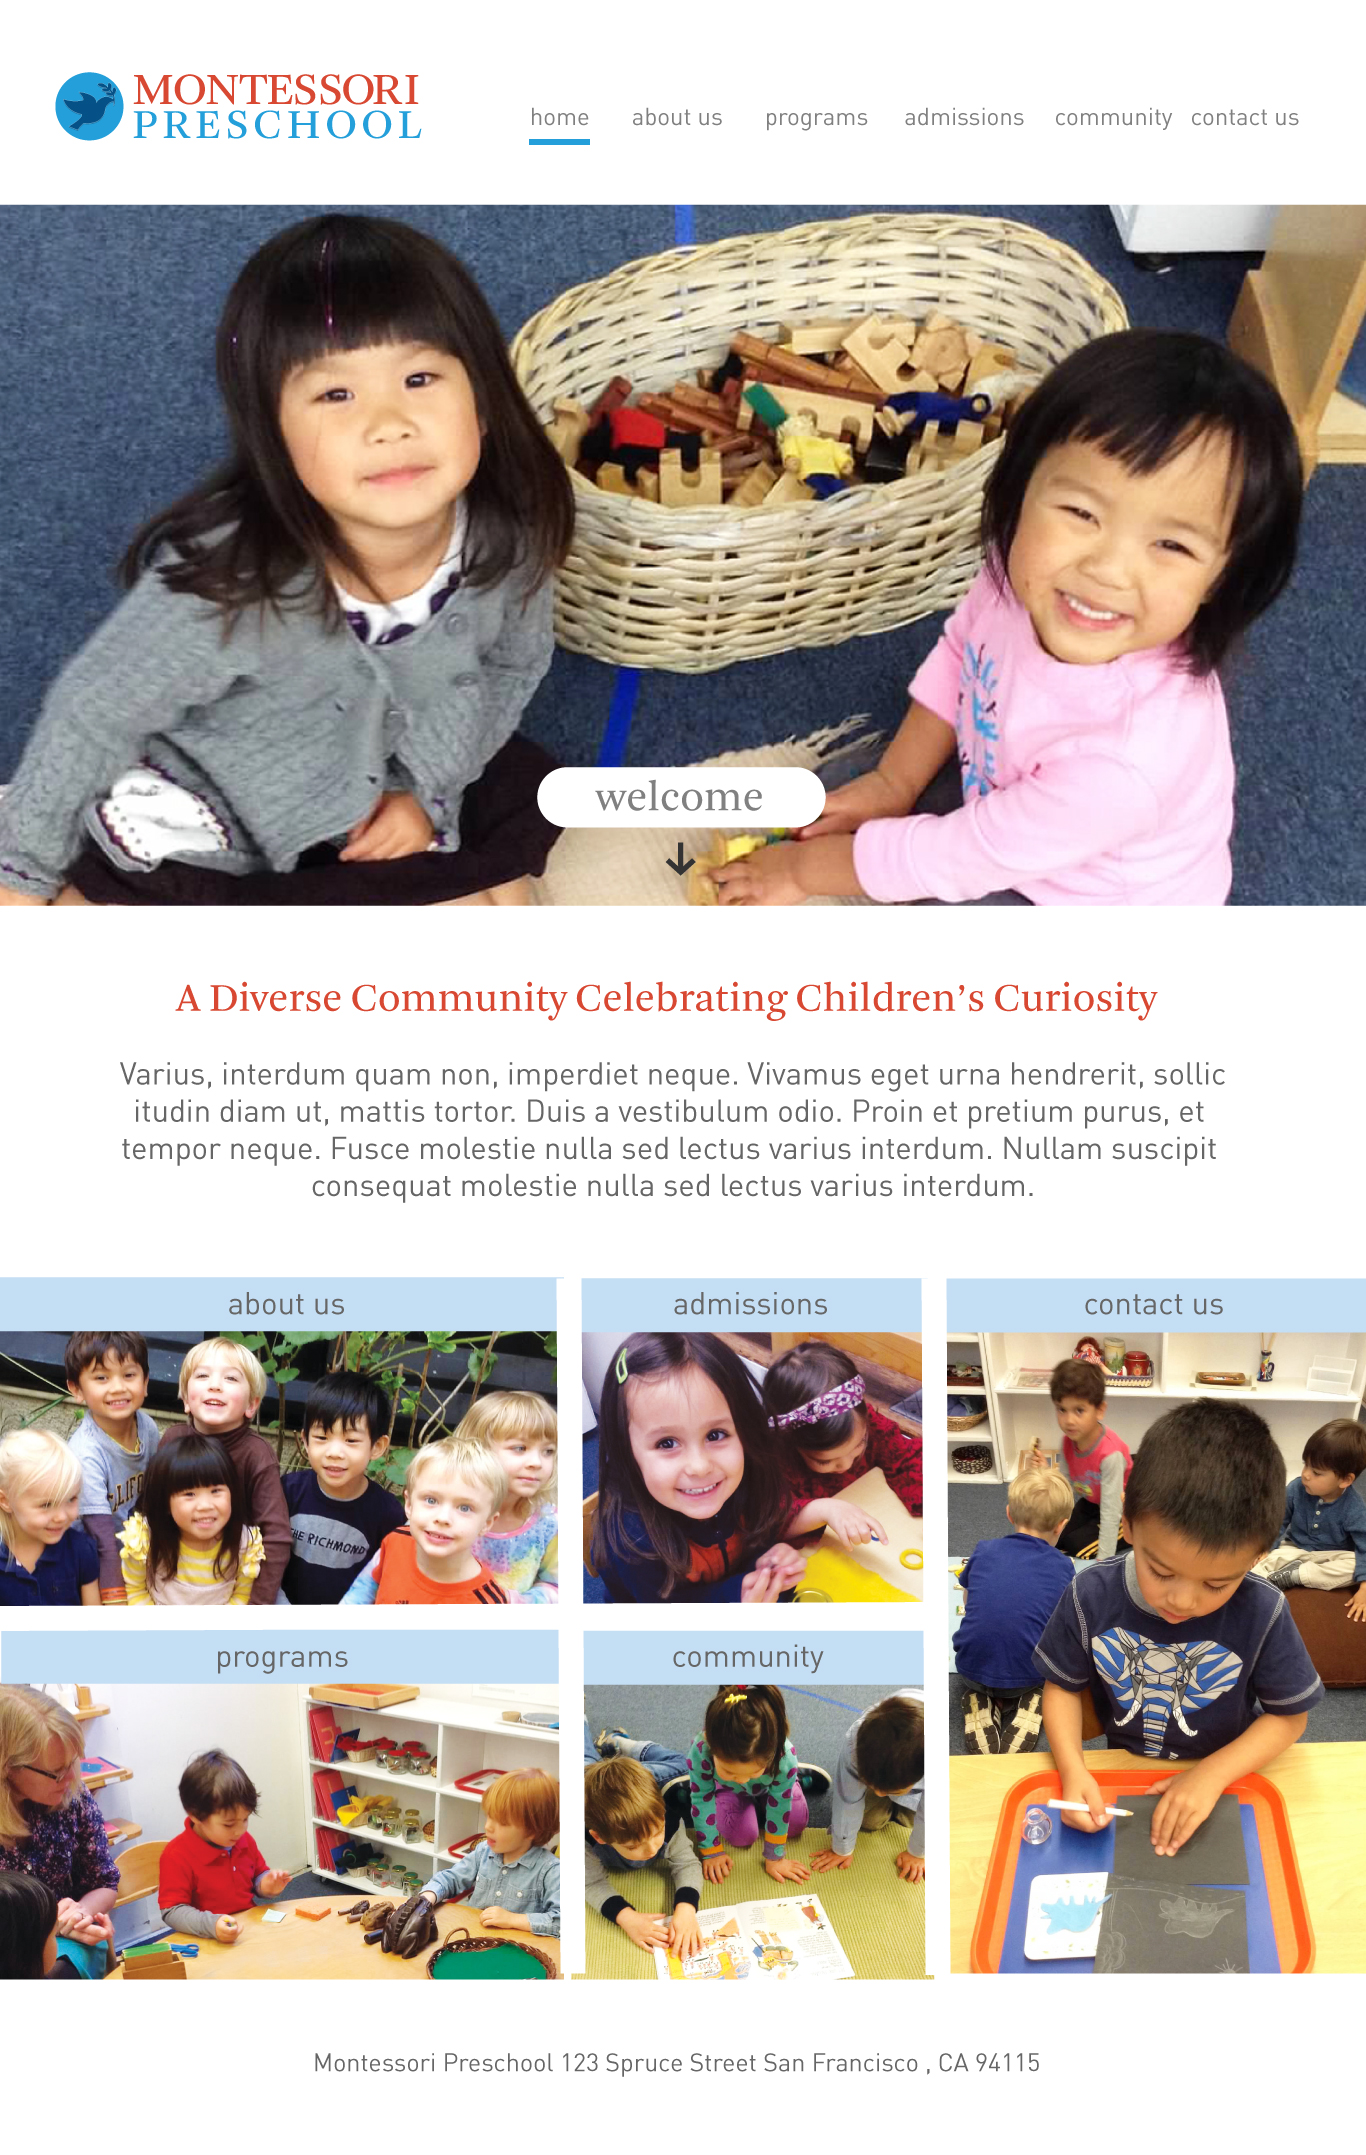 MONTESSORI
PRESCHOOL
home about us programs admissions community contact us
welcome
A Diverse Community Celebrating Children's Curiosity
Varius, interdum quam non, imperdiet neque. Vivamus eget urna hendrerit, sollic
itudin diam ut, mattis tortor. Duis a vestibulum odio. Proin et pretium purus, et
tempor neque. Fusce molestie nulla sed lectus varius interdum. Nullam suscipit
consequat molestie nulla sed lectus varius interdum.
about us
admissions
contact us
THE RICHMOND
programs
community
Montessori Preschool 123 Spruce Street San Francisco , CA 94115